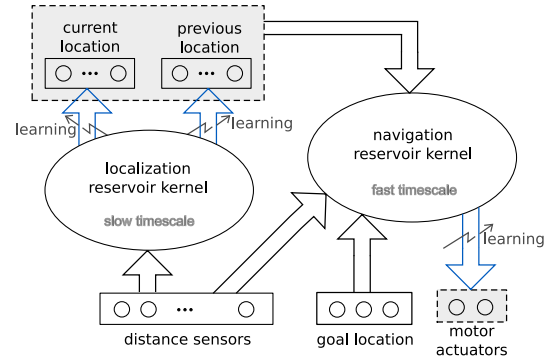 current
location
previous
location
...
...
learning
learning
localization
reservoir kernel
slow timescale
navigation
reservoir kernel
fast timescale
learning
...
distance sensors
goal location
motor
actuators